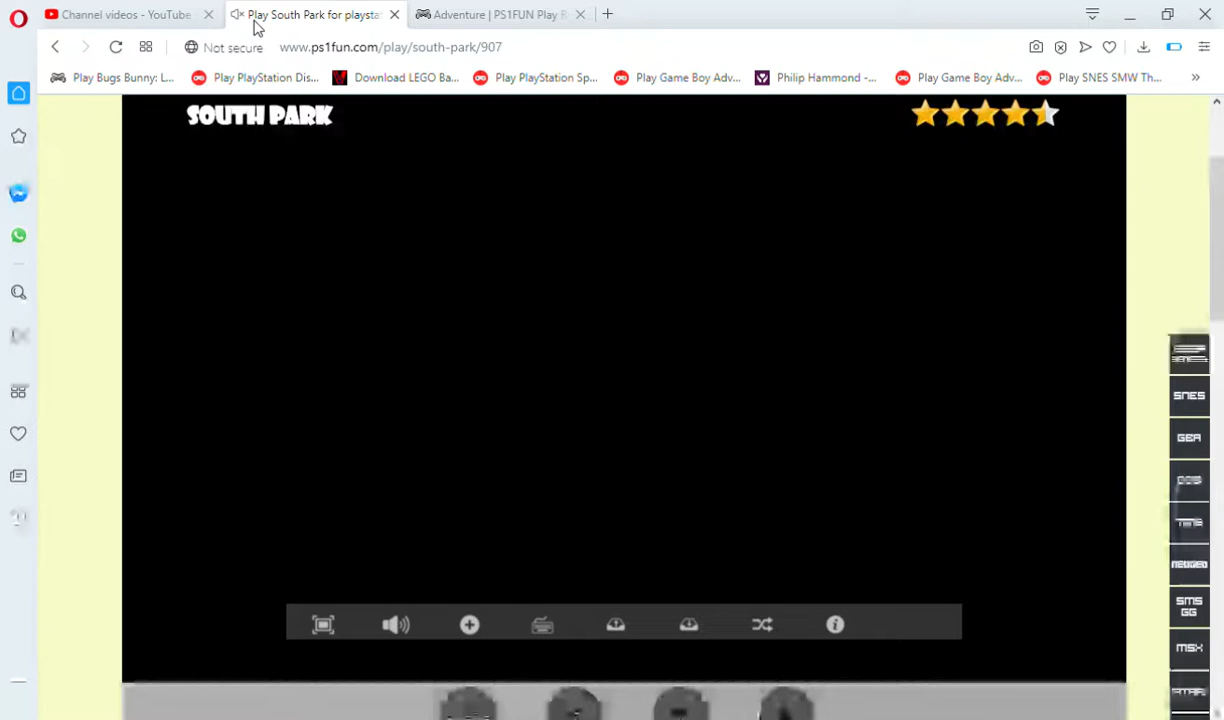 Channel videos - YouTube
Play South Park for playsta
Adventure | PS1FUN Play R
Not secure
www.ps1fun.com/play/south-park/907
Play Bugs Bunny: L...
Play PlayStation Dis...
Download LEGO Ba...
Play PlayStation Sp...
Play Game Boy Adv...
Philip Hammond -...
Play Game Boy Adv...
Play SNES SMW Th...
SOUTH PARK
SNES
GBA
NEOGEO
SMS
GG
MSX
ATARI